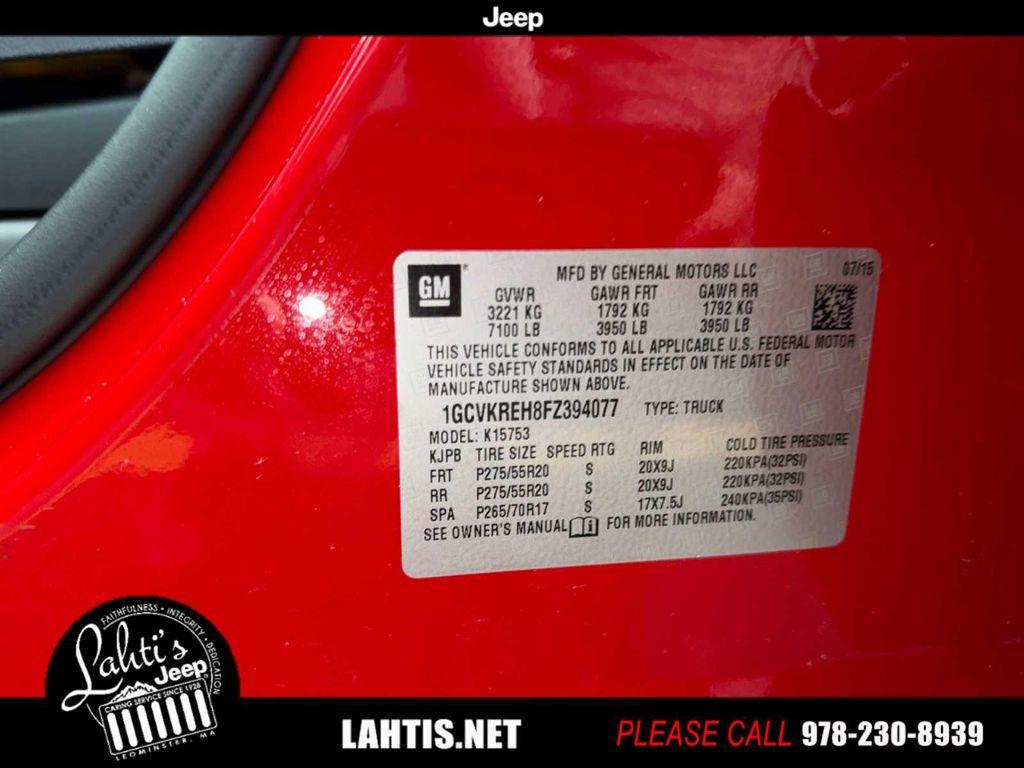 Jeep
GM
MFD BY GENERAL MOTORS LLC
07/15
GVWR GAWR FRT GAWR RR
3221 KG 1792 KG 1792 KG
7100 LB 3950 LB 3950 LB
THIS VEHICLE CONFORMS TO ALL APPLICABLE U.S. FEDERAL MOTOR
VEHICLE SAFETY STANDARDS IN EFFECT ON THE DATE OF
MANUFACTURE SHOWN ABOVE.
1GCVKREH8FZ394077 TYPE: TRUCK
MODEL: K15753
KJPB TIRE SIZE SPEED RTG RIM COLD TIRE PRESSURE
FRT P275/55R20 S 20X9J 220KPA(32PSI)
RR P275/55R20 S 20X9J 220KPA(32PSI)
SPA P265/70R17 S 17X7.5J 240KPA(35PSI)
SEE OWNER'S MANUAL FOR MORE INFORMATION.
FAITHFULNESS • INTEGRITY • DEDICATION
Lahti's
Jeep
CARING SERVICE SINCE 1928
LEOMINSTER, MA
LAHTIS.NET
PLEASE CALL 978-230-8939